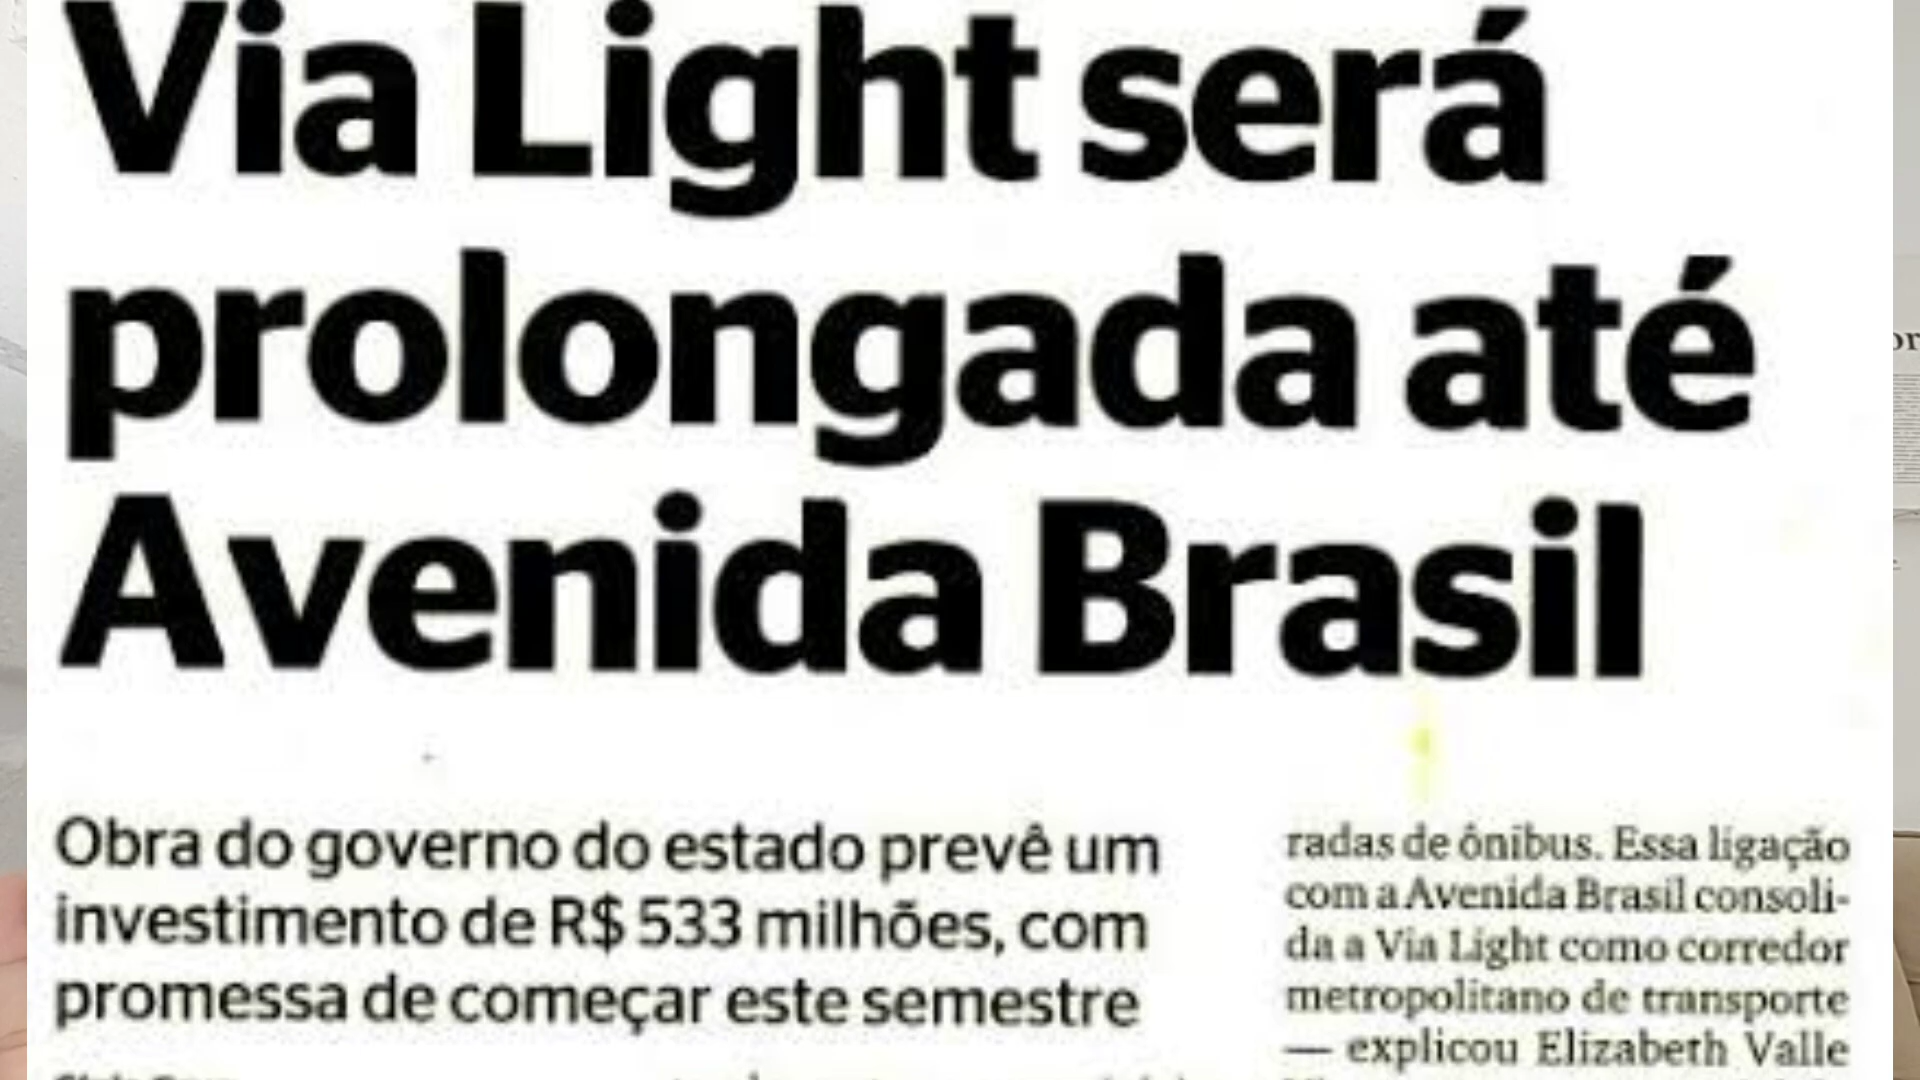 Via Light será
prolongada até
Avenida Brasil
Obra do governo do estado prevê um
investimento de R$ 533 milhões, com
promessa de começar este semestre
radas de ônibus. Essa ligação
com a Avenida Brasil consoli-
da a Via Light como corredor
metropolitano de transporte
— explicou Elizabeth Valle